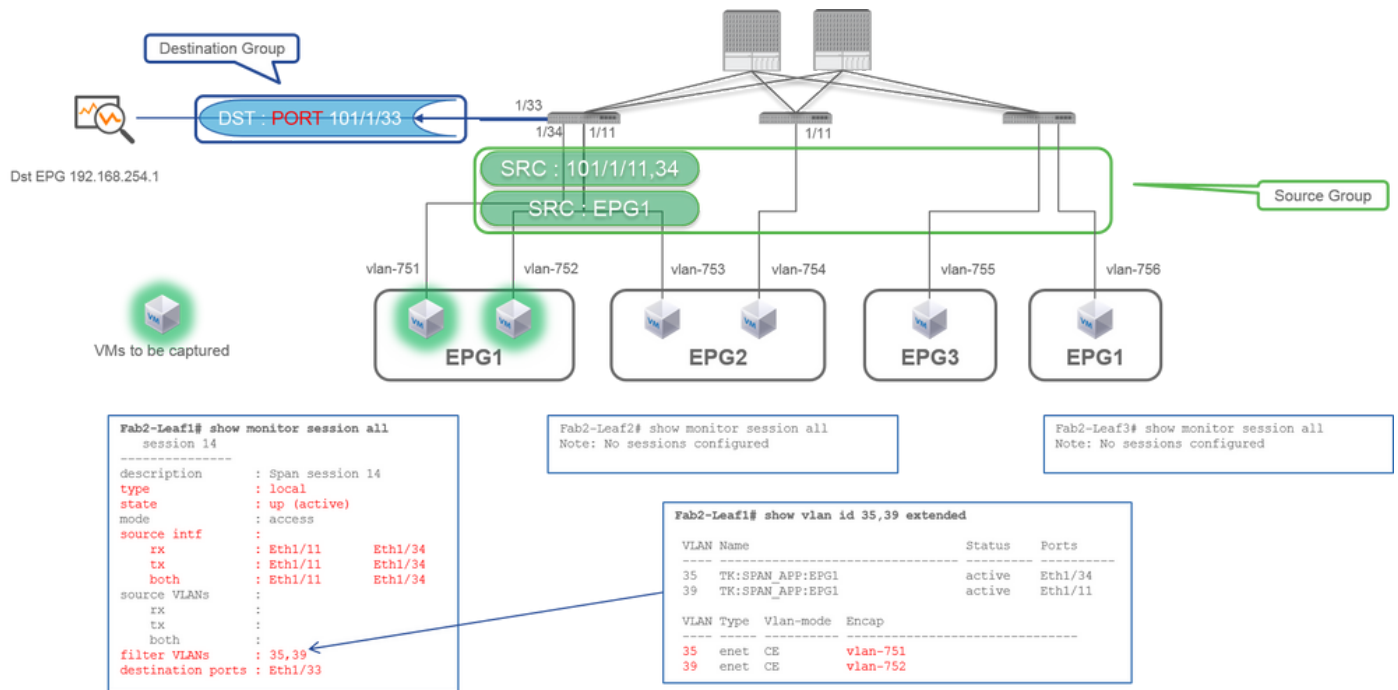 Destination Group
DST : PORT 101/1/33
1/33
1/34
1/11
1/11
Dst EPG 192.168.254.1
SRC : 101/1/11,34
SRC : EPG1
Source Group
vlan-751
vlan-752
vlan-753
vlan-754
vlan-755
vlan-756
VM
VM
VM
VM
VM
VM
VM
VMs to be captured
EPG1
EPG2
EPG3
EPG1
Fab2-Leaf1# show monitor session all
session 14
---------------
description : Span session 14
type : local
state : up (active)
mode : access
source intf :
rx : Eth1/11 Eth1/34
tx : Eth1/11 Eth1/34
both : Eth1/11 Eth1/34
source VLANs :
rx :
tx :
both :
filter VLANs : 35,39
destination ports : Eth1/33
Fab2-Leaf2# show monitor session all
Note: No sessions configured
Fab2-Leaf3# show monitor session all
Note: No sessions configured
Fab2-Leaf1# show vlan id 35,39 extended
VLAN Name Status Ports
---- -------------------------------- --------- ----------
35 TK:SPAN_APP:EPG1 active Eth1/34
39 TK:SPAN_APP:EPG1 active Eth1/11
VLAN Type Vlan-mode Encap
---- ----- ---------- -------------------------------
35 enet CE vlan-751
39 enet CE vlan-752